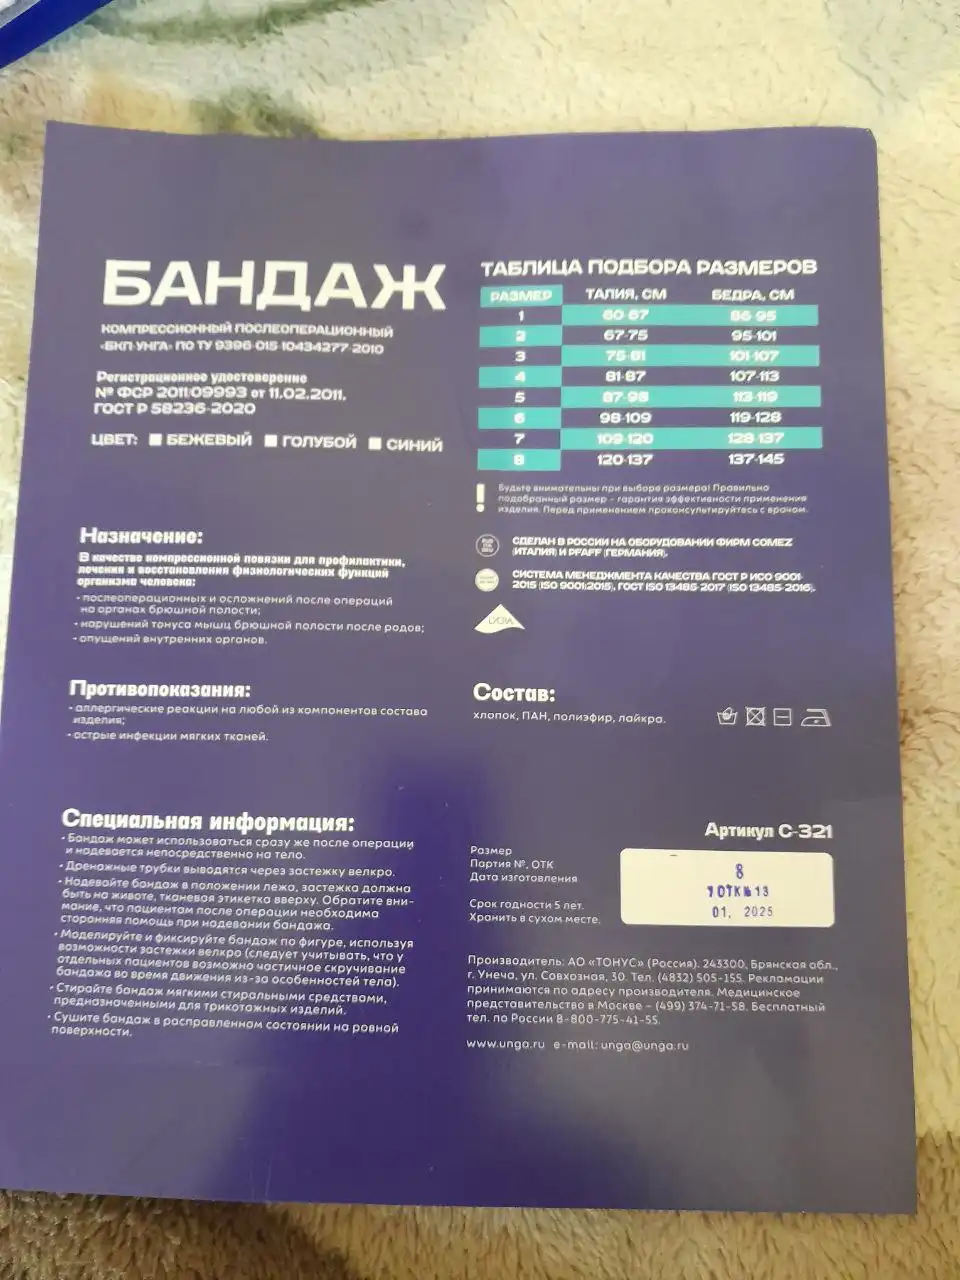 БАНДАЖ
КОМПРЕССИОННЫЙ ПОСЛЕОПЕРАЦИОННЫЙ
«БКП-УНГА» ПО ТУ 9396-015-10434277-2010
Регистрационное удостоверение
№ ФСР 2011/09993 от 11.02.2011.
ГОСТ Р 58236-2020
ЦВЕТ: БЕЖЕВЫЙ ГОЛУБОЙ СИНИЙ
ТАБЛИЦА ПОДБОРА РАЗМЕРОВ
РАЗМЕР ТАЛИЯ, СМ БЕДРА, СМ
1 60-67 86-95
2 67-75 95-101
3 75-81 101-107
4 81-87 107-113
5 87-98 113-119
6 98-109 119-128
7 109-120 128-137
8 120-137 137-145
! Будьте внимательны при выборе размера! Правильно
подобранный размер – гарантия эффективности применения
изделия. Перед применением проконсультируйтесь с врачом.
СДЕЛАН В РОССИИ НА ОБОРУДОВАНИИ ФИРМ COMEZ
(ИТАЛИЯ) И PFAFF (ГЕРМАНИЯ).
СИСТЕМА МЕНЕДЖМЕНТА КАЧЕСТВА ГОСТ Р ИСО 9001-
2015 (ISO 9001:2015), ГОСТ ISO 13485-2017 (ISO 13485-2016).
Назначение:
В качестве компрессионной повязки для профилактики,
лечения и восстановления физиологических функций
организма человека:
• послеоперационных и осложнений после операций
на органах брюшной полости;
• нарушений тонуса мышц брюшной полости после родов;
• опущений внутренних органов.
Противопоказания:
• аллергические реакции на любой из компонентов состава
изделия;
• острые инфекции мягких тканей.
Состав:
хлопок, ПАН, полиэфир, лайкра.
Специальная информация:
• Бандаж может использоваться сразу же после операции
и надевается непосредственно на тело.
• Дренажные трубки выводятся через застежку велкро.
• Надевайте бандаж в положении лежа, застежка должна
быть на животе, тканевая этикетка вверху. Обратите вни-
мание, что пациентам после операции необходима
сторонняя помощь при надевании бандажа.
• Моделируйте и фиксируйте бандаж по фигуре, используя
возможности застежки велкро (следует учитывать, что у
отдельных пациентов возможно частичное скручивание
бандажа во время движения из-за особенностей тела).
• Стирайте бандаж мягкими стиральными средствами,
предназначенными для трикотажных изделий.
• Сушите бандаж в расправленном состоянии на ровной
поверхности.
Артикул С-321
Размер
Партия №, ОТК
Дата изготовления
8
ОТК№13
01. 2025
Срок годности 5 лет.
Хранить в сухом месте.
Производитель: АО «ТОНУС» (Россия). 243300, Брянская обл.,
г. Унеча, ул. Совхозная, 30. Тел. (4832) 505-155. Рекламации
принимаются по адресу производителя. Медицинское
представительство в Москве – (499) 374-71-58. Бесплатный
тел. по России 8-800-775-41-55.
www.unga.ru e-mail: unga@unga.ru